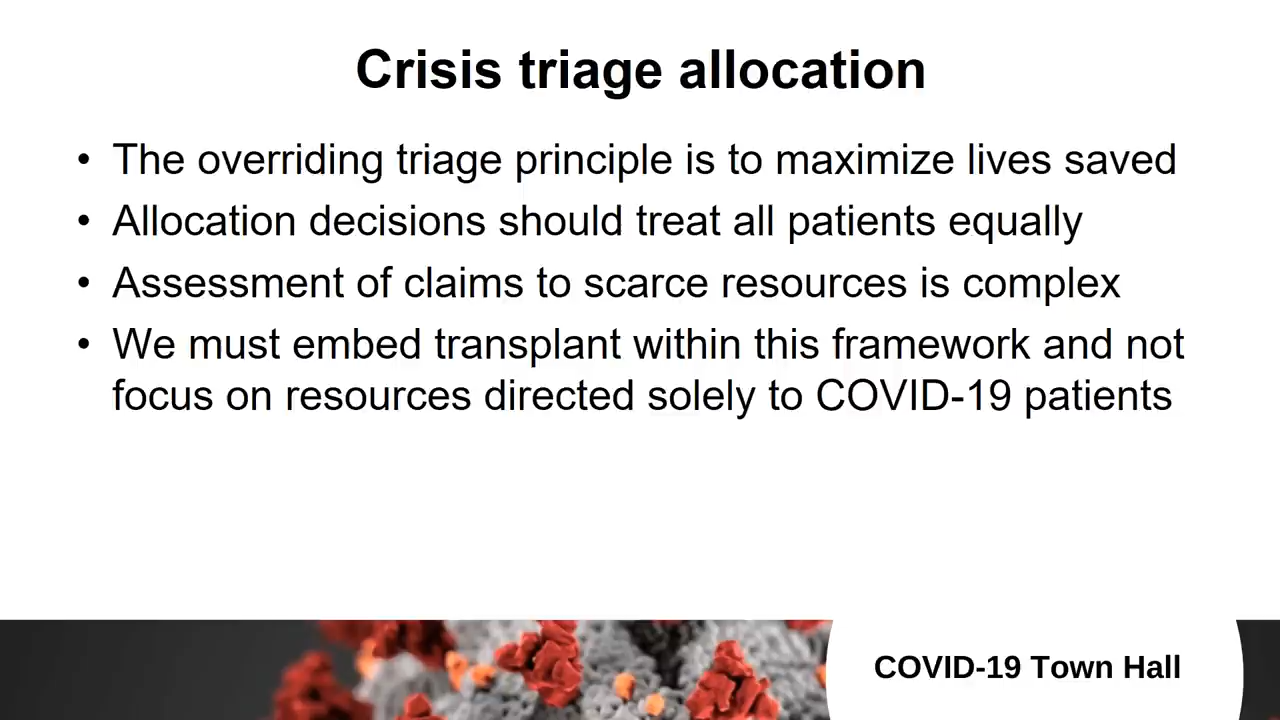 Crisis triage allocation
• The overriding triage principle is to maximize lives saved
• Allocation decisions should treat all patients equally
• Assessment of claims to scarce resources is complex
• We must embed transplant within this framework and not
focus on resources directed solely to COVID-19 patients
COVID-19 Town Hall